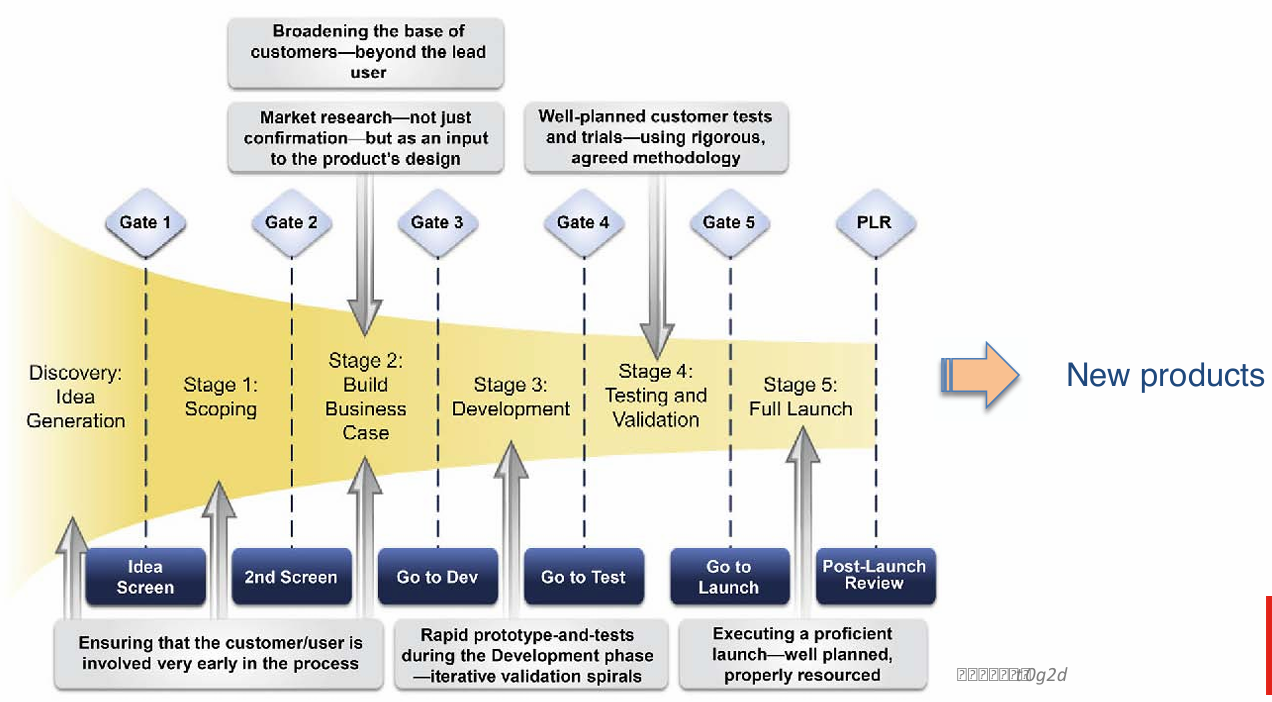 Broadening the base of
customers—beyond the lead
user
Market research—not just
confirmation—but as an input
to the product's design
Well-planned customer tests
and trials—using rigorous,
agreed methodology
Gate 1
Gate 2
Gate 3
Gate 4
Gate 5
PLR
Discovery:
Idea
Generation
Stage 1:
Scoping
Stage 2:
Build
Business
Case
Stage 3:
Development
Stage 4:
Testing and
Validation
Stage 5:
Full Launch
New products
Idea
Screen
2nd Screen
Go to Dev
Go to Test
Go to
Launch
Post-Launch
Review
Ensuring that the customer/user is
involved very early in the process
Rapid prototype-and-tests
during the Development phase
—iterative validation spirals
Executing a proficient
launch—well planned,
properly resourced